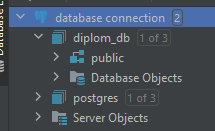 database connection 2
diplom_db 1 of 3
public
Database Objects
postgres 1 of 3
Server Objects